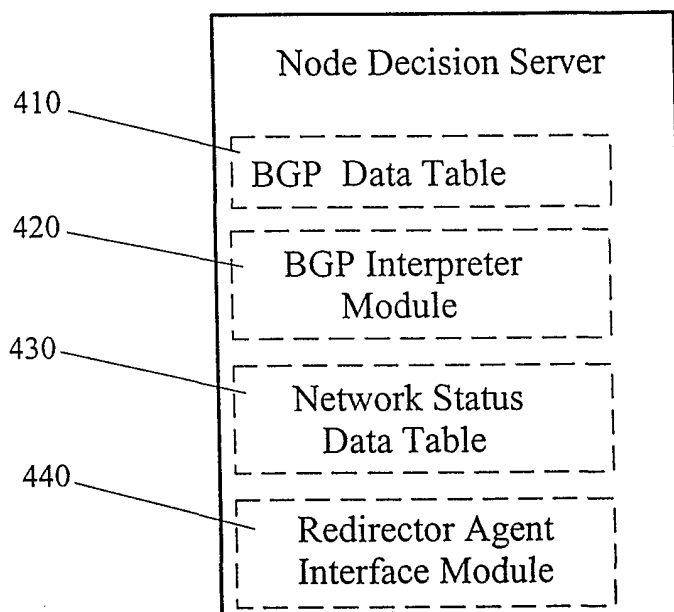 Node Decision Server
410
BGP Data Table
420
BGP Interpreter
Module
430
Network Status
Data Table
440
Redirector Agent
Interface Module